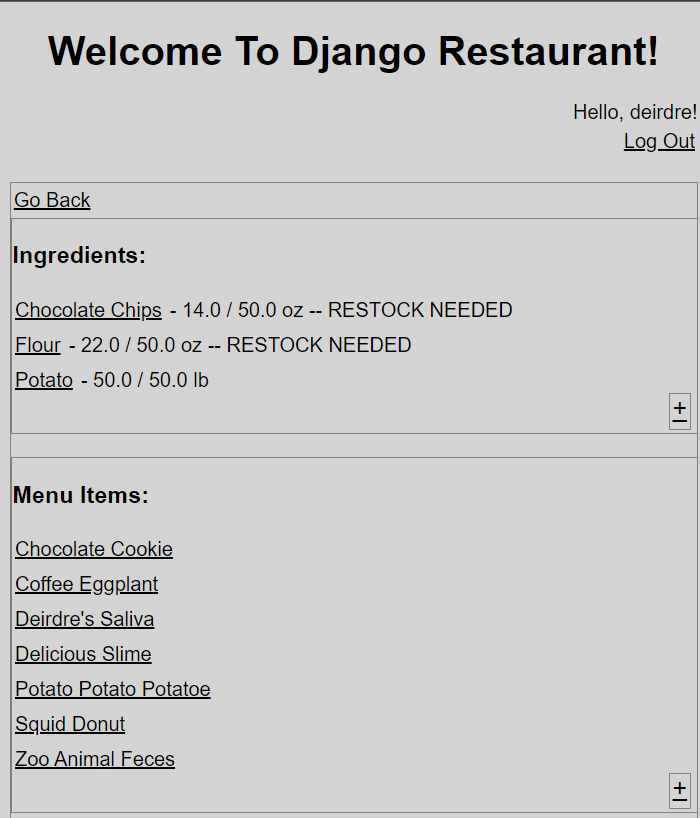 Welcome To Django Restaurant!
Hello, deirdre!
Log Out
Go Back
Ingredients:
Chocolate Chips - 14.0 / 50.0 oz -- RESTOCK NEEDED
Flour - 22.0 / 50.0 oz -- RESTOCK NEEDED
Potato - 50.0 / 50.0 lb
+
Menu Items:
Chocolate Cookie
Coffee Eggplant
Deirdre's Saliva
Delicious Slime
Potato Potato Potatoe
Squid Donut
Zoo Animal Feces
+